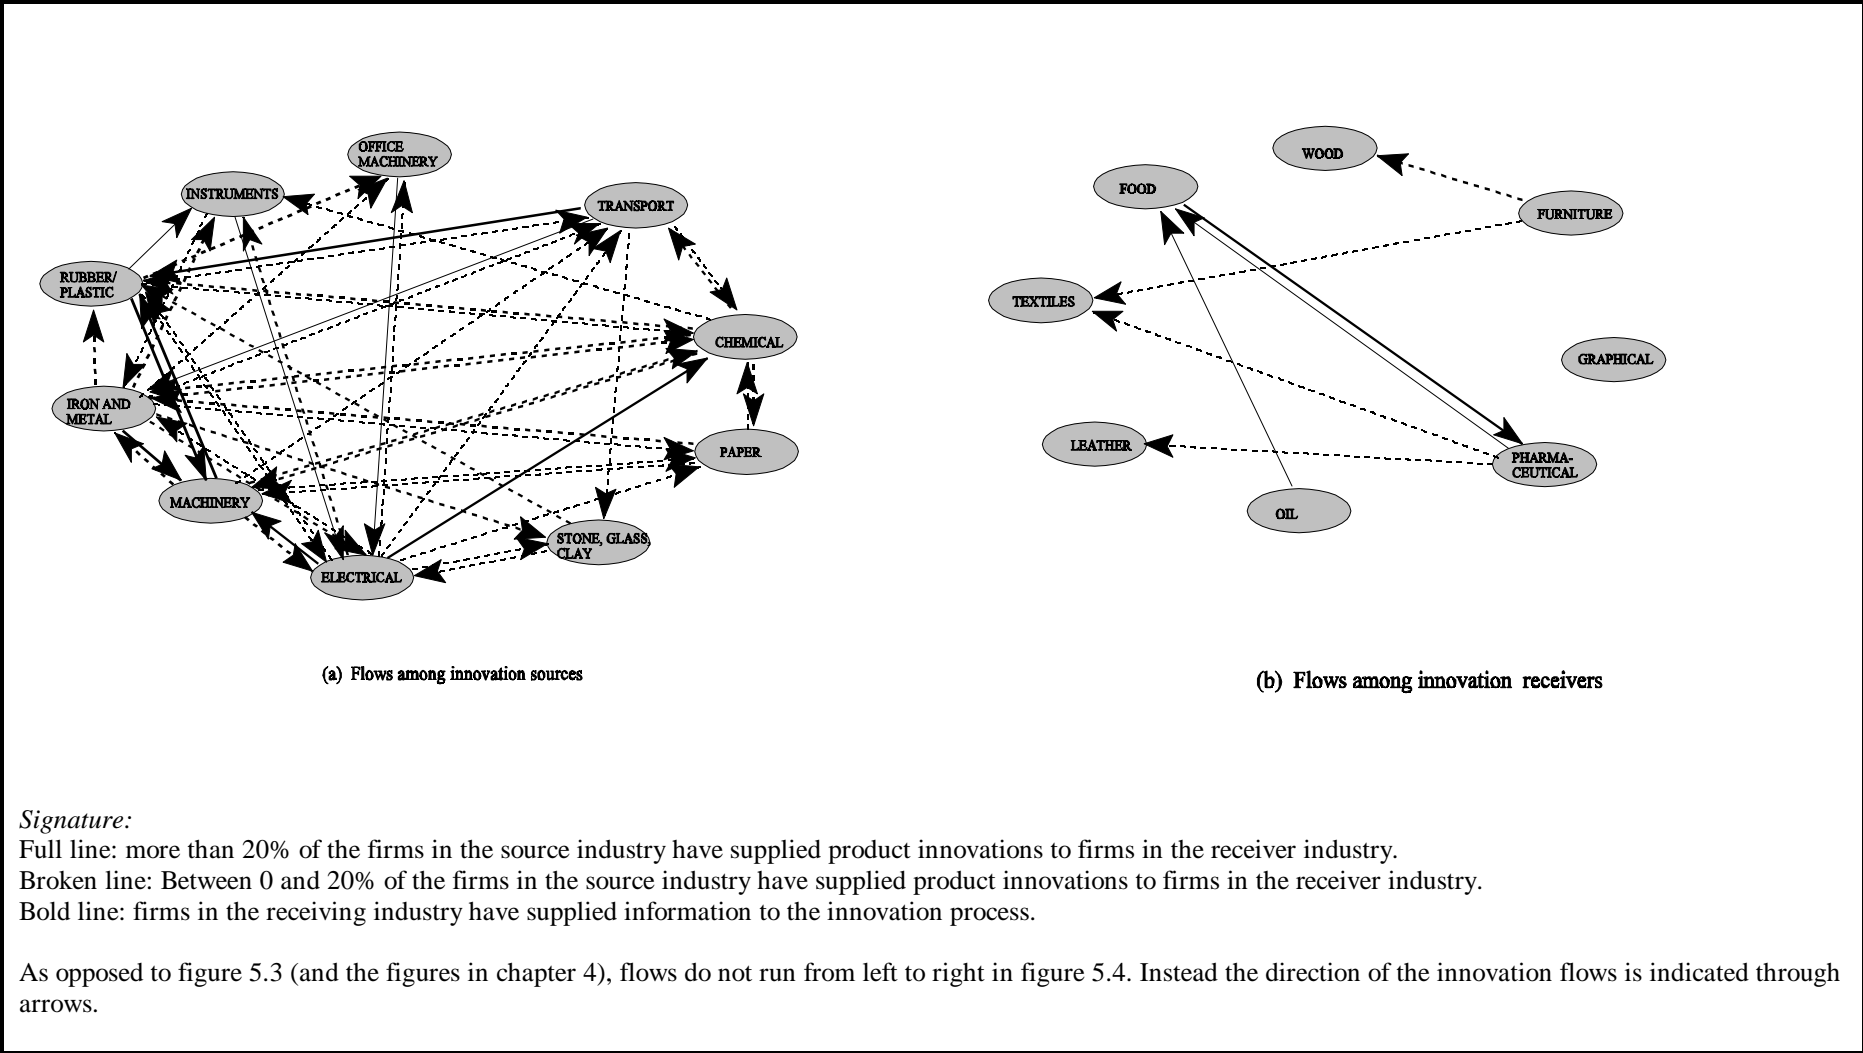 OFFICE
MACHINERY
INSTRUMENTS
TRANSPORT
RUBBER/
PLASTIC
CHEMICAL
IRON AND
METAL
PAPER
MACHINERY
STONE, GLASS,
CLAY
ELECTRICAL
(a) Flows among innovation sources
WOOD
FOOD
FURNITURE
TEXTILES
GRAPHICAL
LEATHER
PHARMA-
CEUTICAL
OIL
(b) Flows among innovation receivers
Signature:
Full line: more than 20% of the firms in the source industry have supplied product innovations to firms in the receiver industry.
Broken line: Between 0 and 20% of the firms in the source industry have supplied product innovations to firms in the receiver industry.
Bold line: firms in the receiving industry have supplied information to the innovation process.
As opposed to figure 5.3 (and the figures in chapter 4), flows do not run from left to right in figure 5.4. Instead the direction of the innovation flows is indicated through
arrows.